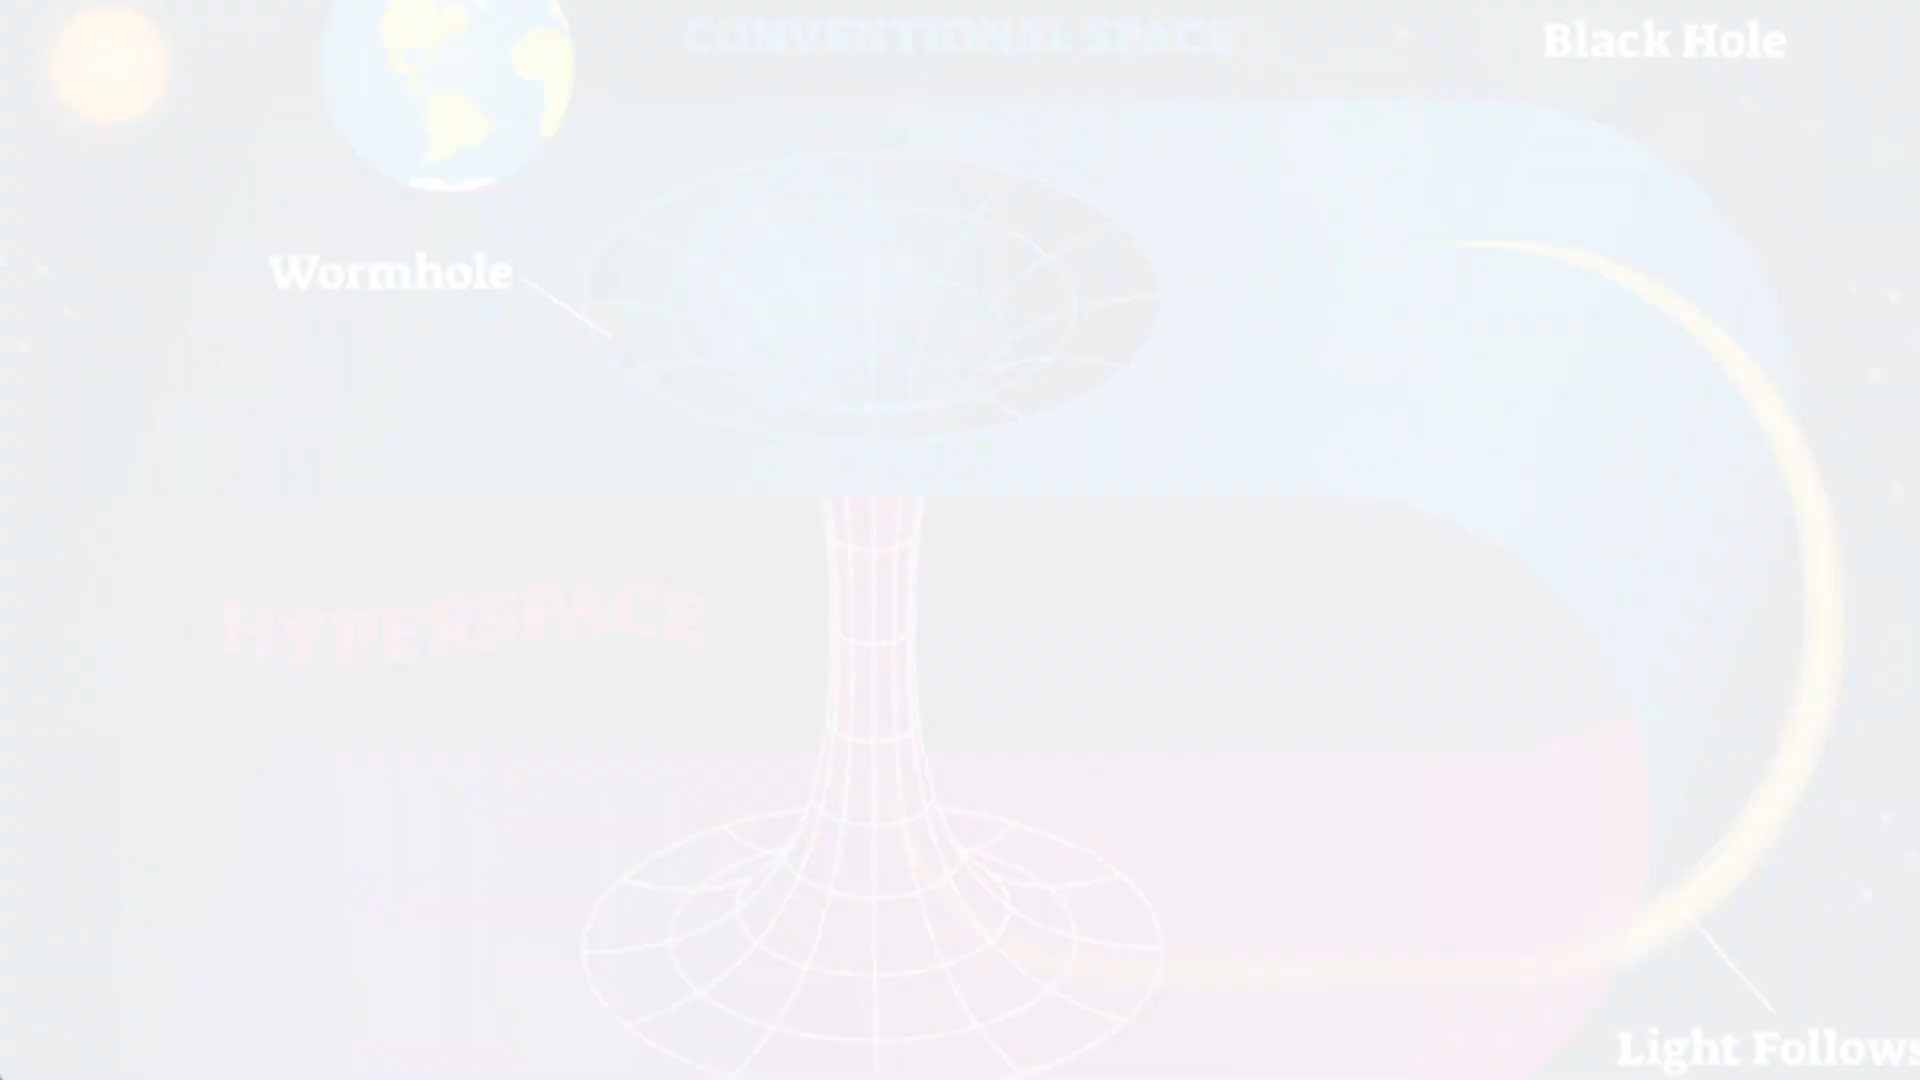 CONVENTIONAL SPACE
Black Hole
Wormhole
HYPERSPACE
Light Follows